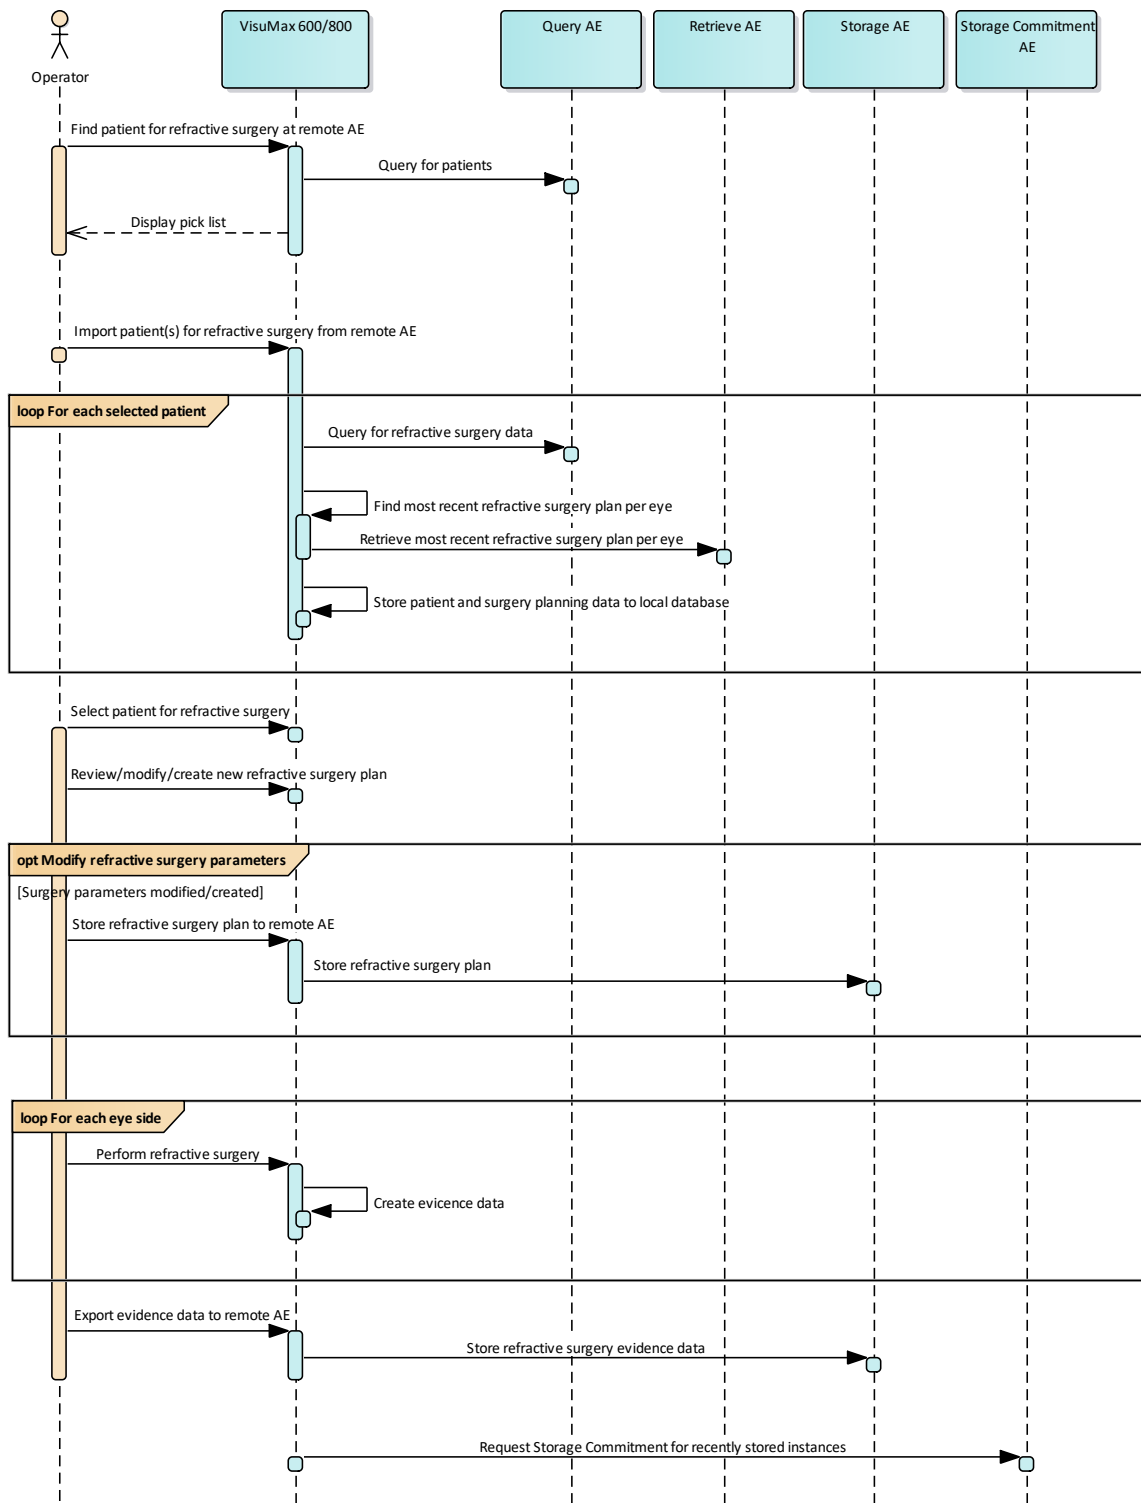 Operator
VisuMax 600/800
Query AE
Retrieve AE
Storage AE
Storage Commitment
AE
Find patient for refractive surgery at remote AE
Query for patients
Display pick list
Import patient(s) for refractive surgery from remote AE
loop For each selected patient
Query for refractive surgery data
Find most recent refractive surgery plan per eye
Retrieve most recent refractive surgery plan per eye
Store patient and surgery planning data to local database
Select patient for refractive surgery
Review/modify/create new refractive surgery plan
opt Modify refractive surgery parameters
[Surgery parameters modified/created]
Store refractive surgery plan to remote AE
Store refractive surgery plan
loop For each eye side
Perform refractive surgery
Create evicence data
Export evidence data to remote AE
Store refractive surgery evidence data
Request Storage Commitment for recently stored instances